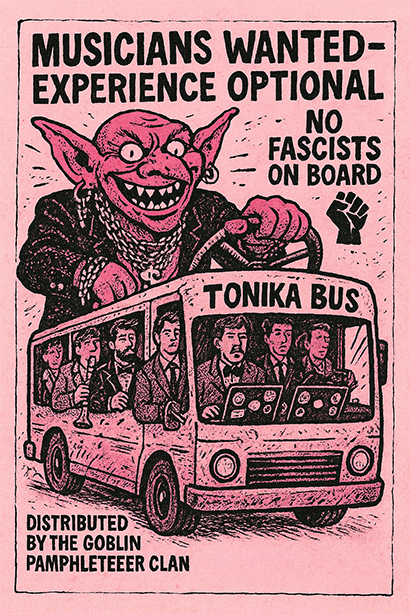 MUSICIANS WANTED–
EXPERIENCE OPTIONAL
NO
FASCISTS
ON BOARD
TONIKA BUS
DISTRIBUTED
BY THE GOBLIN
PAMPHLETEEER CLAN